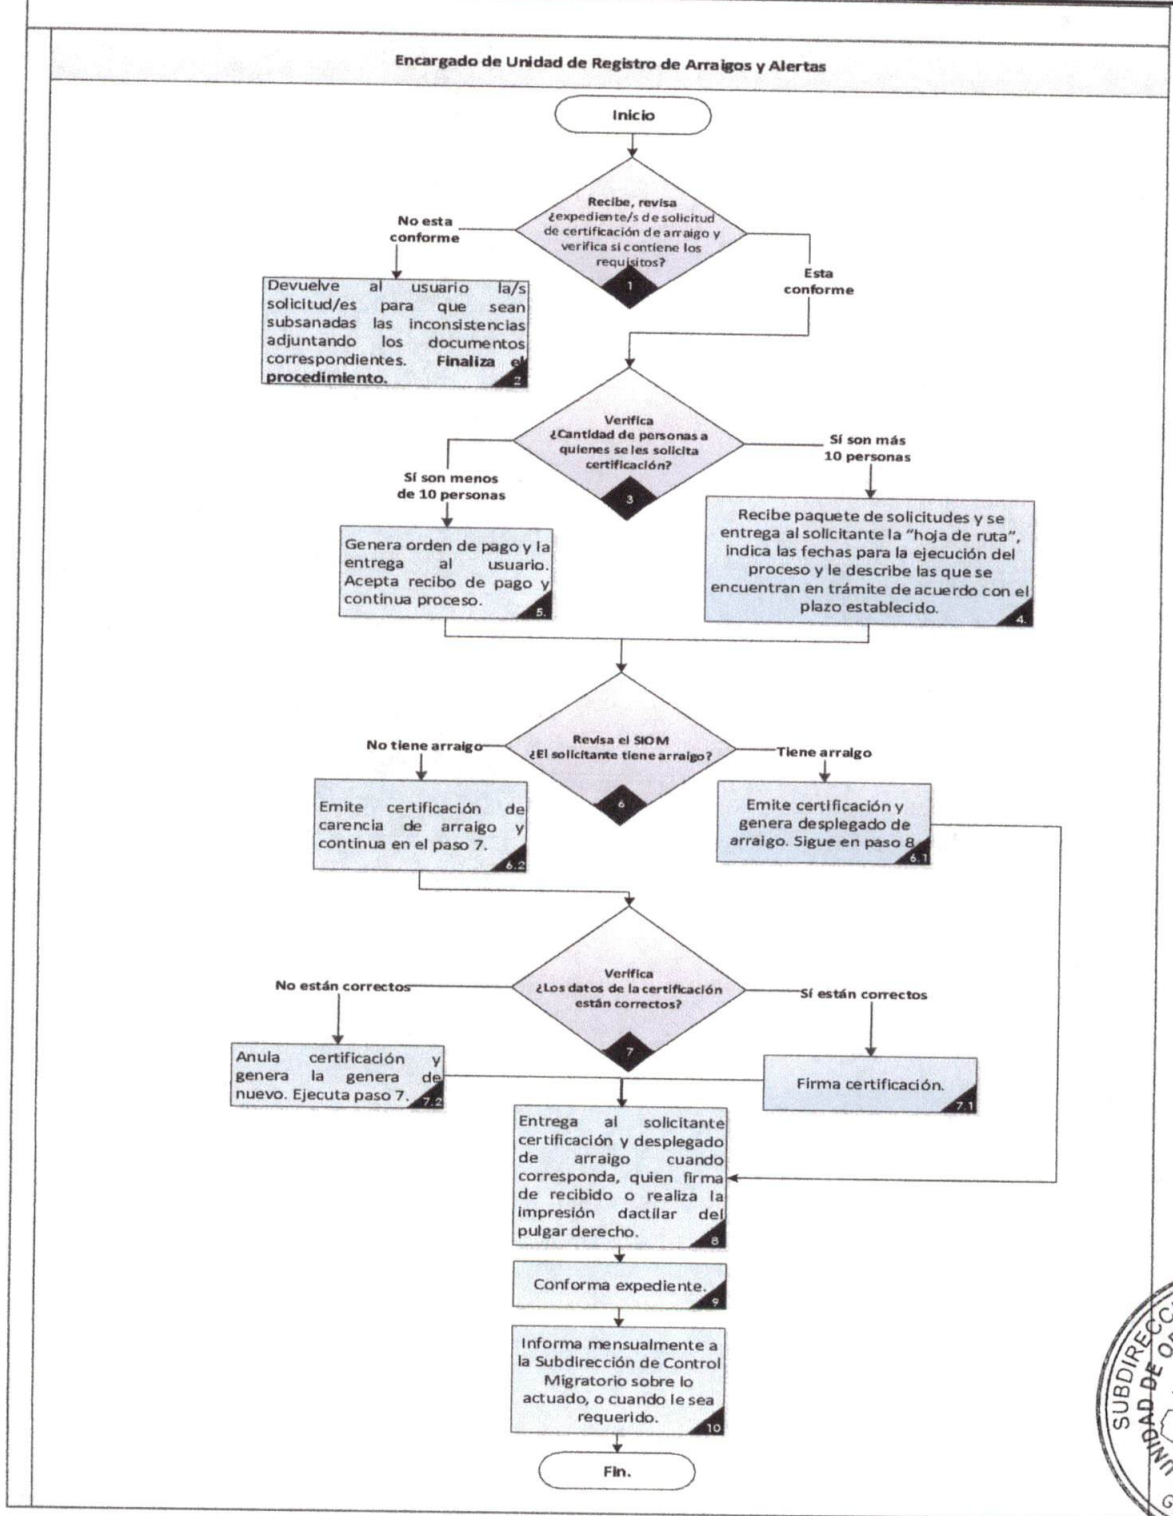 Encargado de Unidad de Registro de Arraigos y Alertas
Inicio
Recibe, revisa
¿expediente/s de solicitud
de certificación de arraigo y
verifica si contiene los
requisitos?
1
No esta
conforme
Esta
conforme
Devuelve al usuario la/s
solicitud/es para que sean
subsanadas las inconsistencias
adjuntando los documentos
correspondientes. Finaliza el
procedimiento.
2
Verifica
¿Cantidad de personas a
quienes se les solicita
certificación?
3
Sí son menos
de 10 personas
Sí son más
10 personas
Genera orden de pago y la
entrega al usuario.
Acepta recibo de pago y
continua proceso.
5.
Recibe paquete de solicitudes y se
entrega al solicitante la "hoja de ruta",
indica las fechas para la ejecución del
proceso y le describe las que se
encuentran en trámite de acuerdo con el
plazo establecido.
4.
Revisa el SIOM
¿El solicitante tiene arraigo?
6
No tiene arraigo
Tiene arraigo
Emite certificación de
carencia de arraigo y
continua en el paso 7.
6.2
Emite certificación y
genera desplegado de
arraigo. Sigue en paso 8
6.1
Verifica
¿Los datos de la certificación
están correctos?
7
No están correctos
Sí están correctos
Anula certificación y
genera la genera de
nuevo. Ejecuta paso 7.
7.2
Firma certificación.
7.1
Entrega al solicitante
certificación y desplegado
de arraigo cuando
corresponda, quien firma
de recibido o realiza la
impresión dactilar del
pulgar derecho.
8
Conforma expediente.
9
Informa mensualmente a
la Subdirección de Control
Migratorio sobre lo
actuado, o cuando le sea
requerido.
10
Fin.
SUBDIRECC
UNIDAD DE